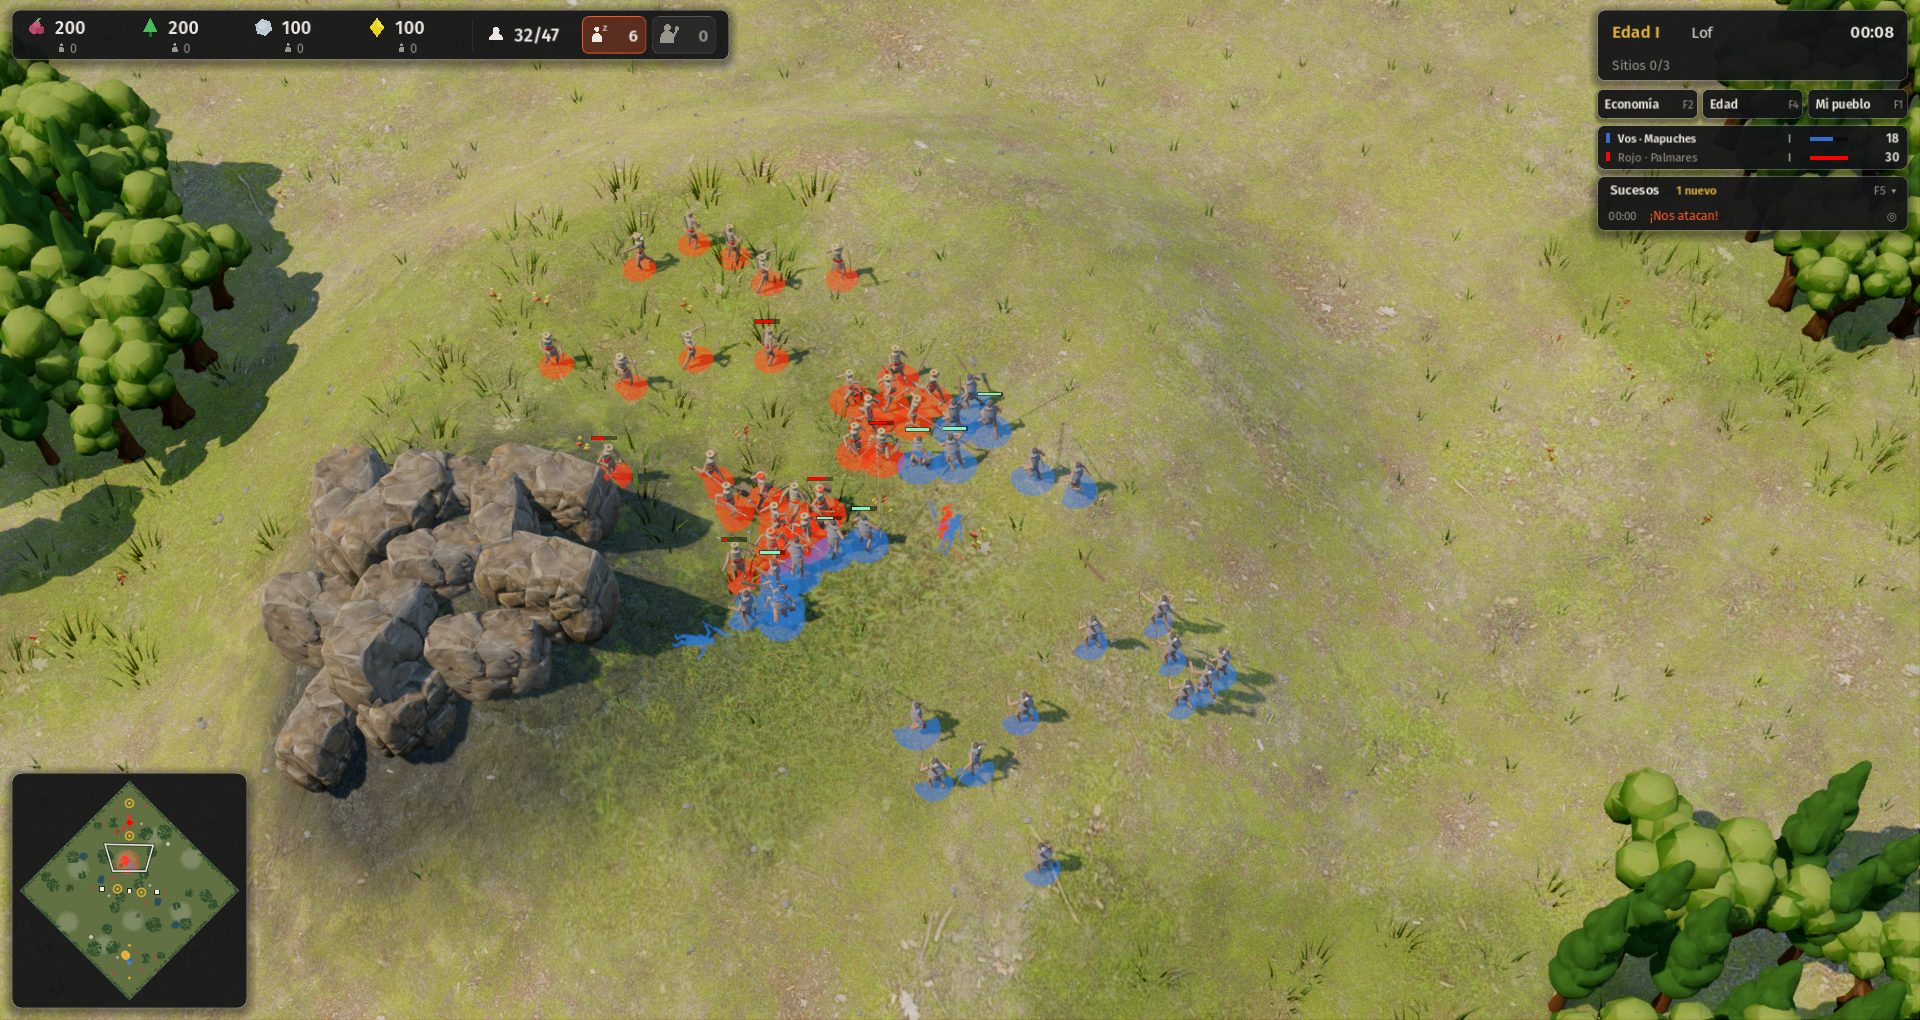 200 200 100 100 32/47 z 6 0
0 0 0 0
Edad I Lof 00:08
Sitios 0/3
Economía F2 Edad F4 Mi pueblo F1
Vos · Mapuches I 18
Rojo · Palmares I 30
Sucesos 1 nuevo F5
00:00 ¡Nos atacan!